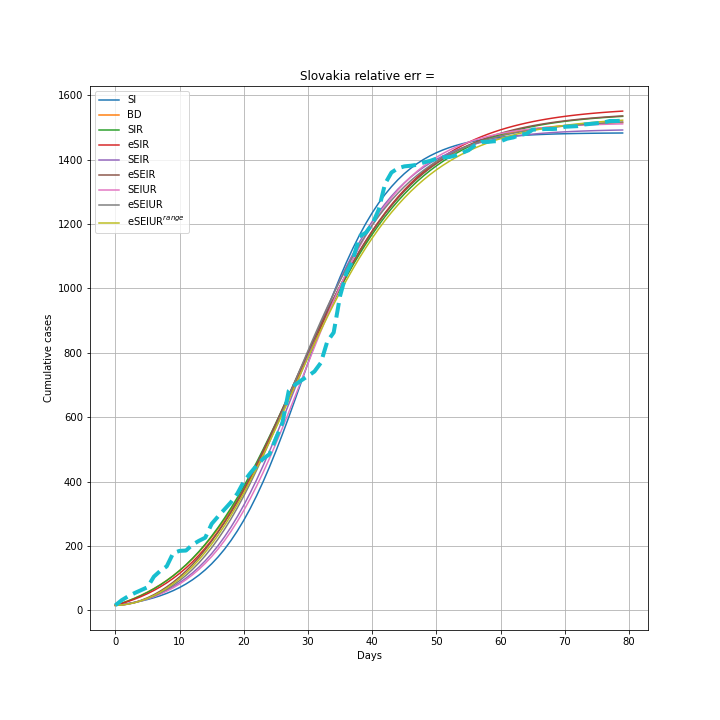 Slovakia relative err =
SI
BD
SIR
eSIR
SEIR
eSEIR
SEIUR
eSEIUR
eSEIUR^range
1600
1400
1200
1000
800
600
400
200
0
Cumulative cases
0 10 20 30 40 50 60 70 80
Days